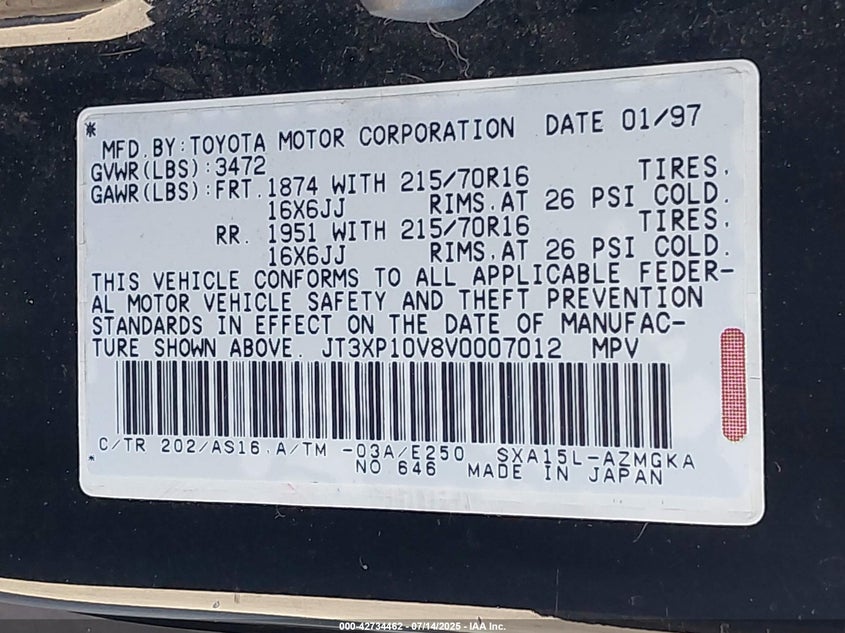 * MFD. BY: TOYOTA MOTOR CORPORATION DATE 01/97
GVWR(LBS):3472
GAWR(LBS):FRT. 1874 WITH 215/70R16 TIRES,
16X6JJ RIMS, AT 26 PSI COLD.
RR. 1951 WITH 215/70R16 TIRES,
16X6JJ RIMS, AT 26 PSI COLD.
THIS VEHICLE CONFORMS TO ALL APPLICABLE FEDER-
AL MOTOR VEHICLE SAFETY AND THEFT PREVENTION
STANDARDS IN EFFECT ON THE DATE OF MANUFAC-
TURE SHOWN ABOVE. JT3XP10V8V0007012 MPV
C/TR 202/AS16. A/TM -03A/E250 SXA15L-AZMGKA
* NO 646 MADE IN JAPAN
000-42734462 - 07/14/2025 - IAA Inc.